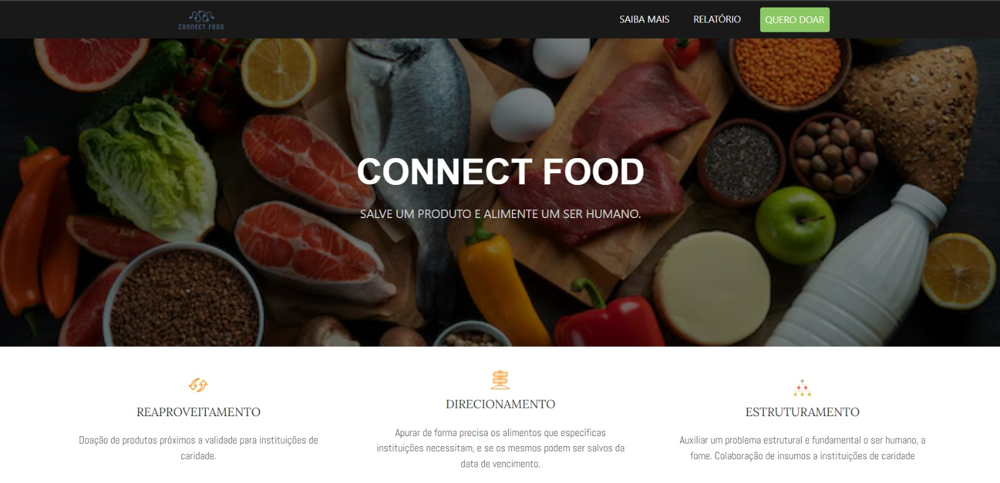 CONNECT FOOD
SAIBA MAIS
RELATÓRIO
QUERO DOAR
CONNECT FOOD
SALVE UM PRODUTO E ALIMENTE UM SER HUMANO.
REAPROVEITAMENTO
Doação de produtos próximos a validade para instituições de
caridade.
DIRECIONAMENTO
Apurar de forma precisa os alimentos que específicas
instituições necessitam, e se os mesmos podem ser salvos da
data de vencimento.
ESTRUTURAMENTO
Auxiliar um problema estrutural e fundamental o ser humano, a
fome. Colaboração de insumos a instituições de caridade